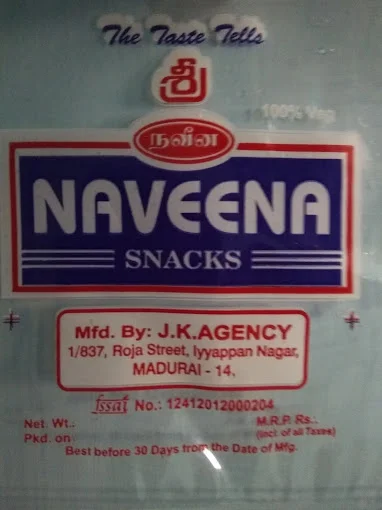 The Taste Tells
ஸ்ரீ
100% Veg
நவீன
NAVEENA
SNACKS
Mfd. By: J.K.AGENCY
1/837, Roja Street, Iyyappan Nagar,
MADURAI - 14.
fssai No.: 12412012000204
Net. Wt.:
M.R.P. Rs.:
Pkd. on
(Incl. of all Taxes)
Best before 30 Days from the Date of Mfg.